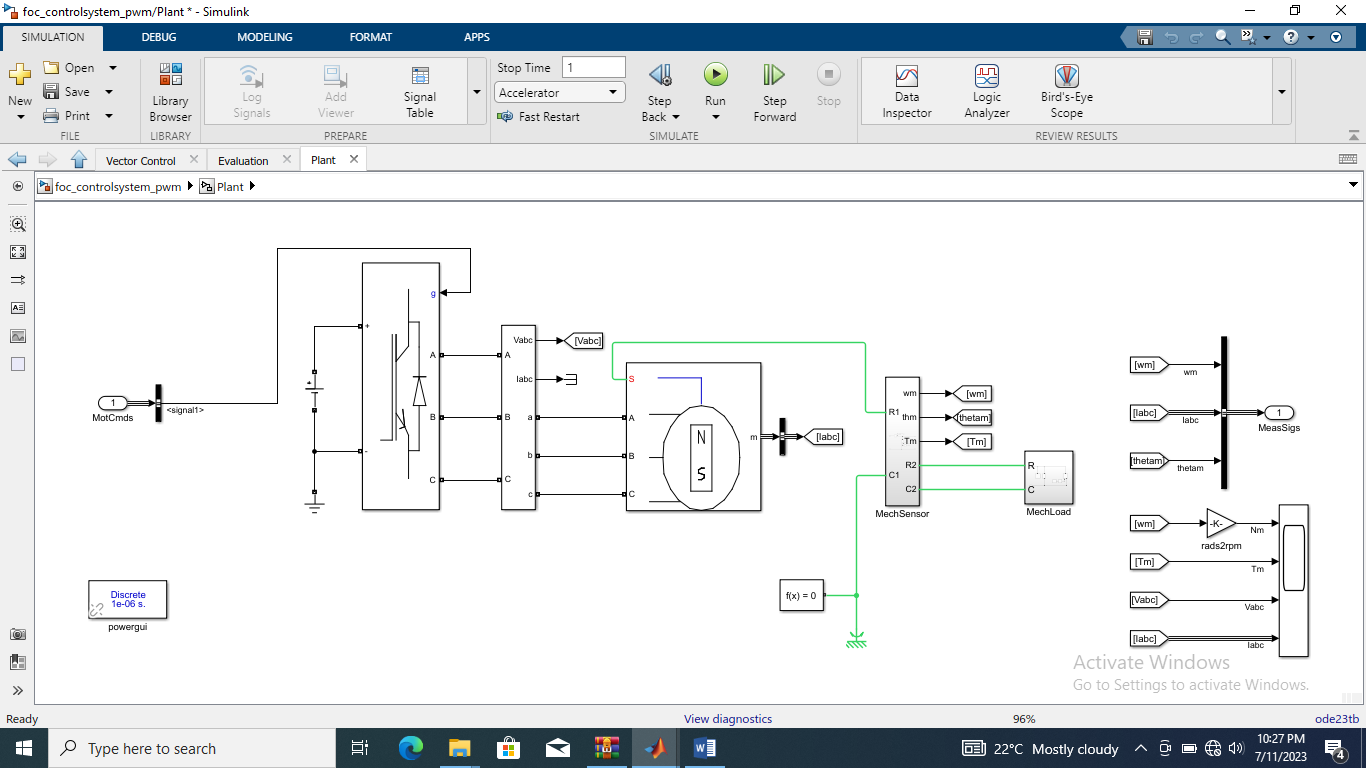 foc_controlsystem_pwm/Plant * - Simulink
SIMULATION DEBUG MODELING FORMAT APPS
New
Open
Save
Print
FILE
Library
Browser
LIBRARY
Log
Signals
Add
Viewer
Signal
Table
PREPARE
Stop Time 1
Accelerator
Fast Restart
Step
Back
Run
Step
Forward
Stop
SIMULATE
Data
Inspector
Logic
Analyzer
Bird's-Eye
Scope
REVIEW RESULTS
Vector Control
Evaluation
Plant
foc_controlsystem_pwm Plant
1
MotCmds
<signal1>
+
-
g
A
B
C
+
Vabc
Iabc
A
B
C
a
b
c
[Vabc]
S
A
B
C
N
S
m
[Iabc]
R1
C1
wm
thm
Tm
R2
C2
MechSensor
[wm]
[thetam]
[Tm]
R
C
MechLoad
f(x) = 0
Discrete
1e-06 s.
powergui
[wm]
wm
[Iabc]
Iabc
[thetam]
thetam
1
MeasSigs
[wm]
-K-
rads2rpm
Nm
[Tm]
Tm
[Vabc]
Vabc
[Iabc]
Iabc
Activate Windows
Go to Settings to activate Windows.
Ready View diagnostics 96% ode23tb
Type here to search
W
22°C Mostly cloudy
10:27 PM
7/11/2023
4